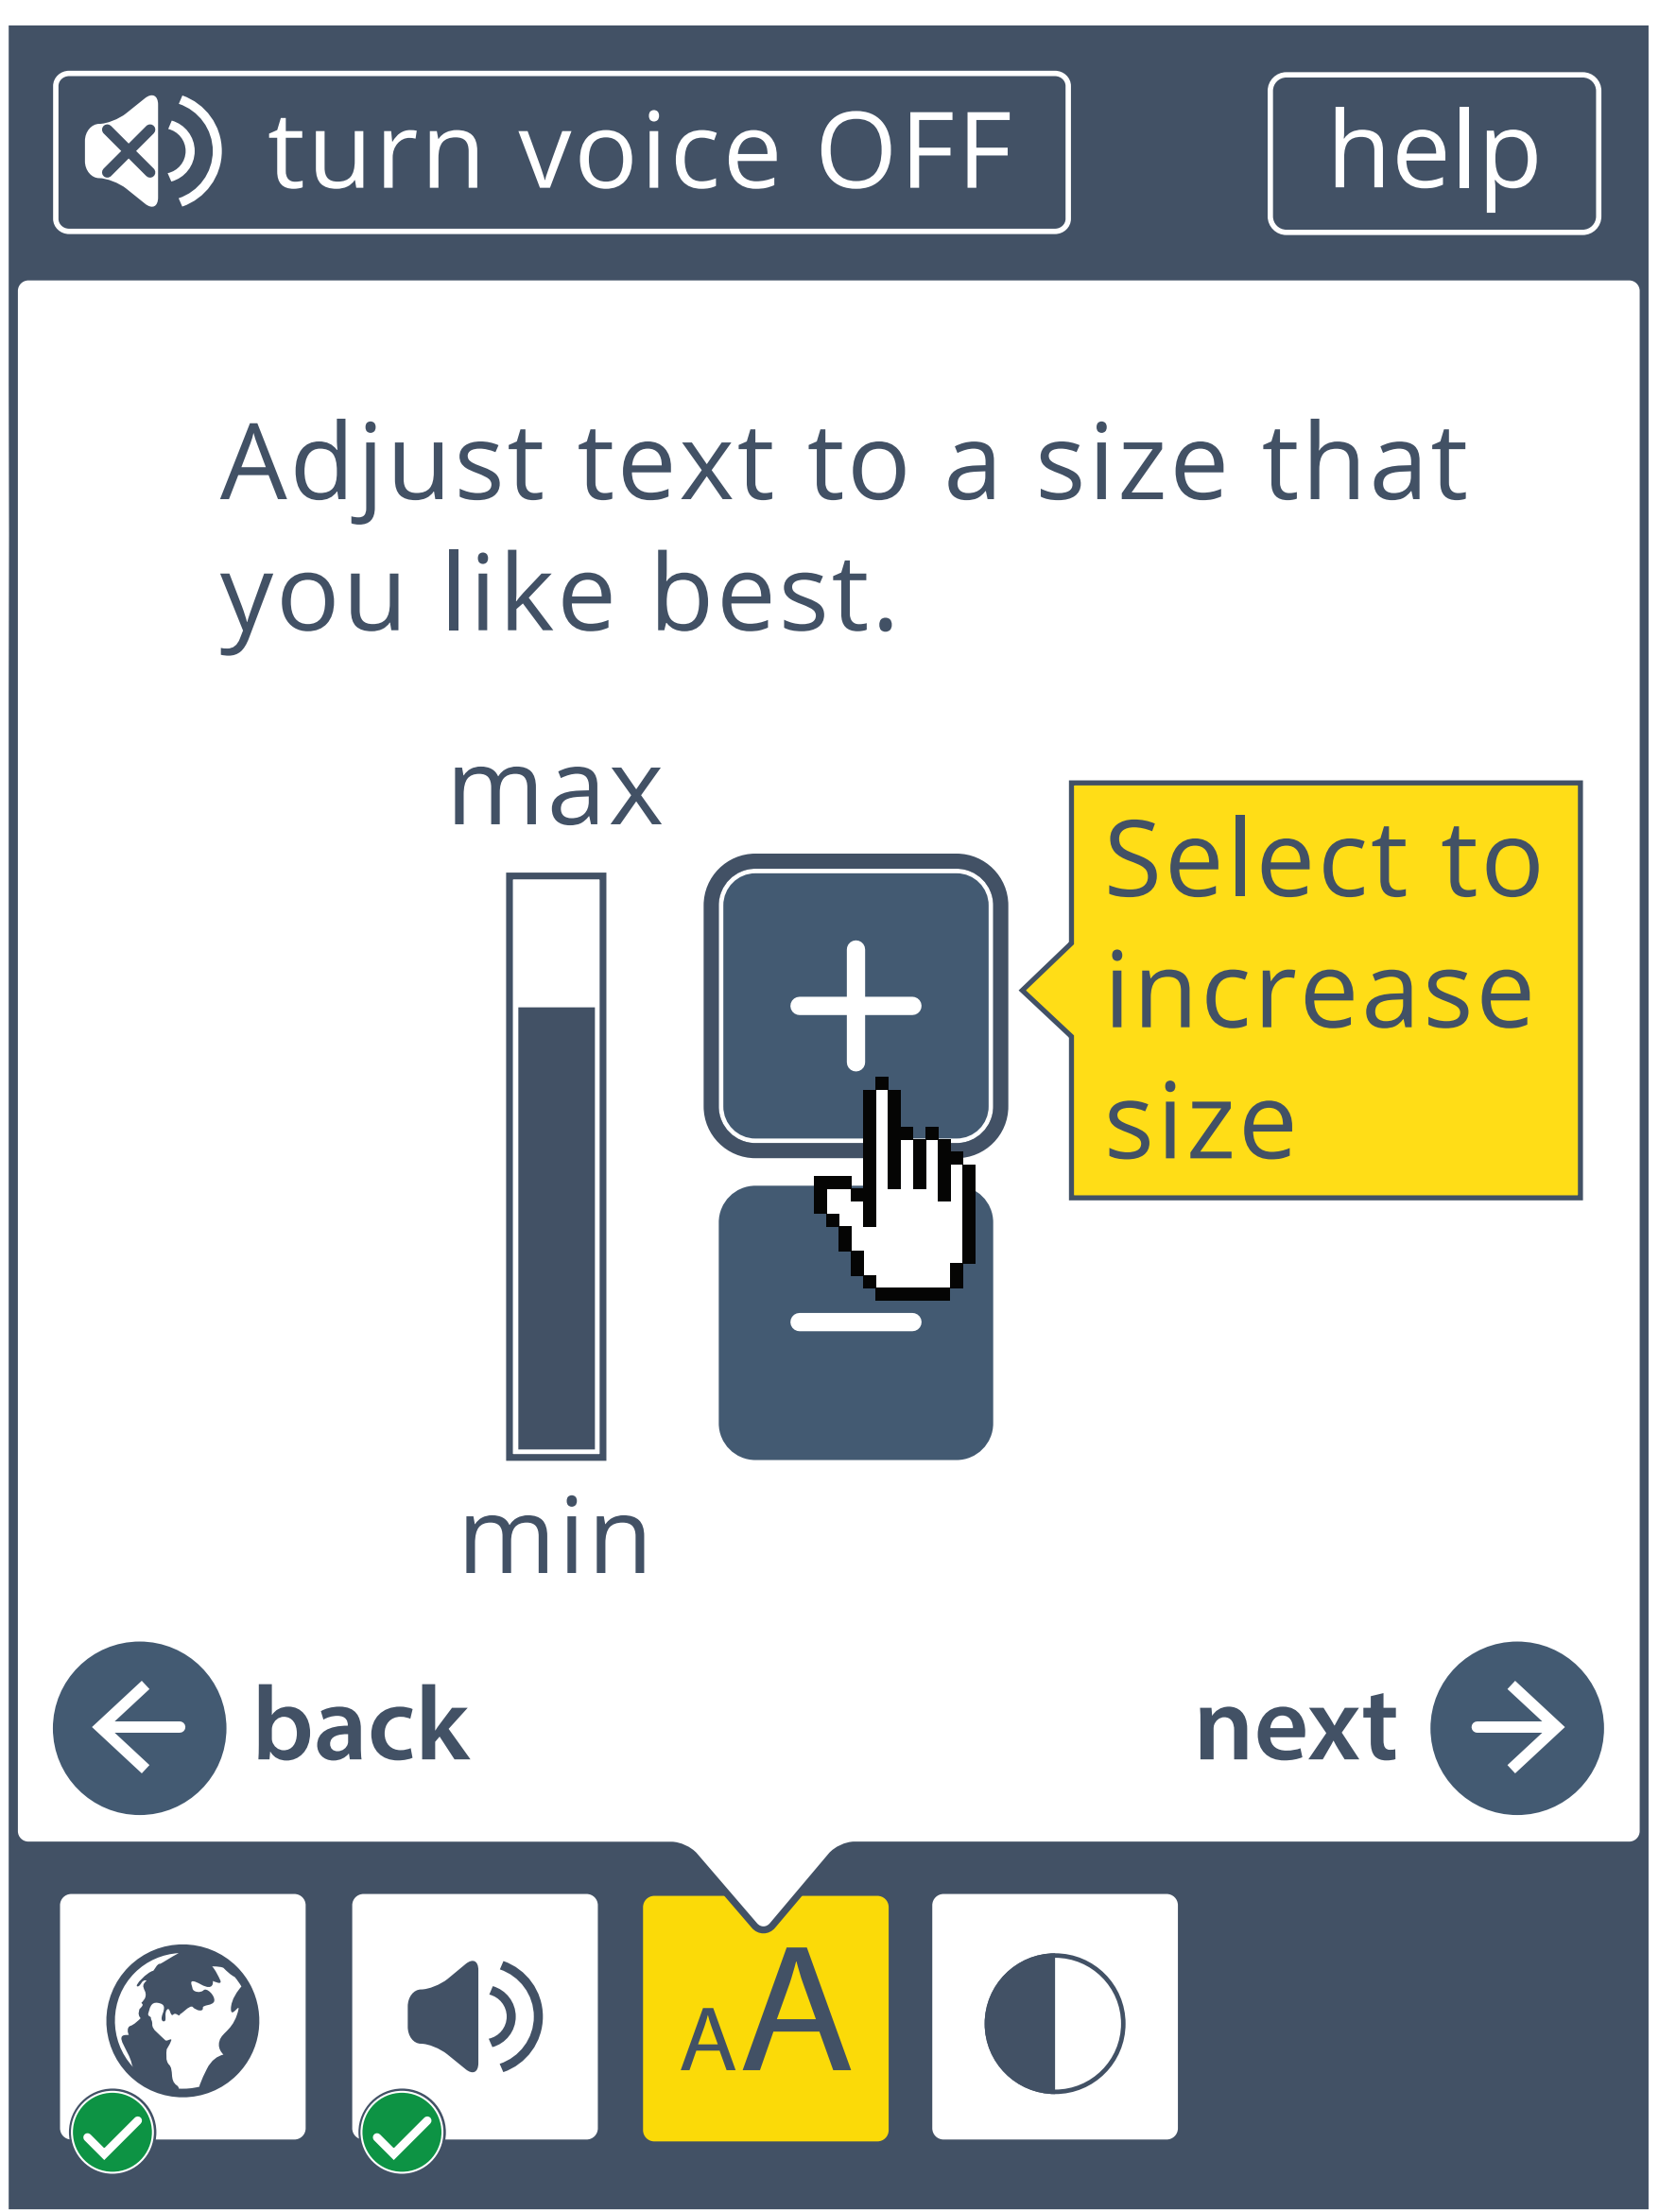 turn voice OFF
help
Adjust text to a size that
you like best.
max
Select to
increase
size
min
back
next
AA